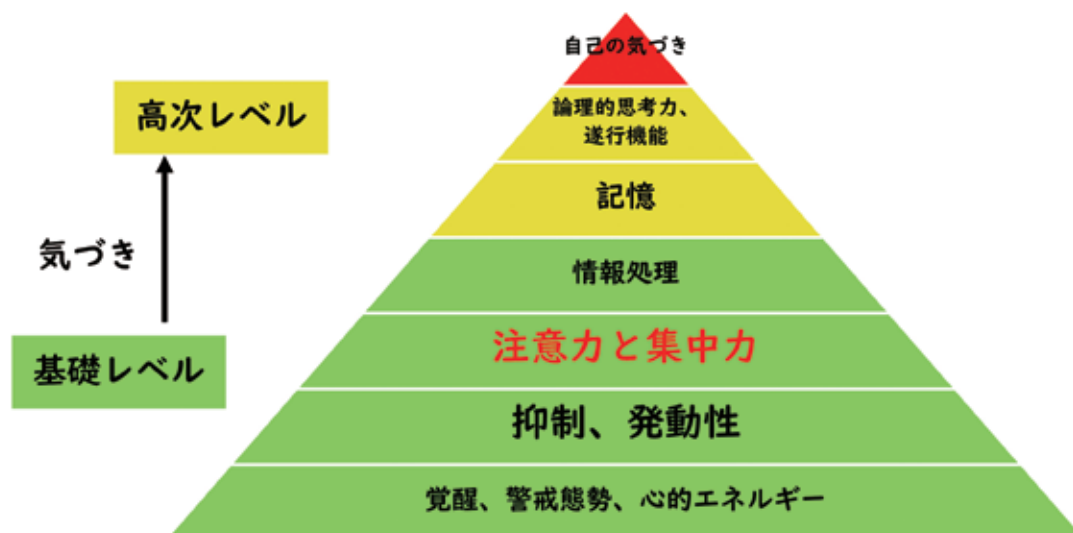 自己の気づき
高次レベル
論理的思考力、
遂行機能
記憶
気づき
情報処理
注意力と集中力
基礎レベル
抑制、発動性
覚醒、警戒態勢、心的エネルギー